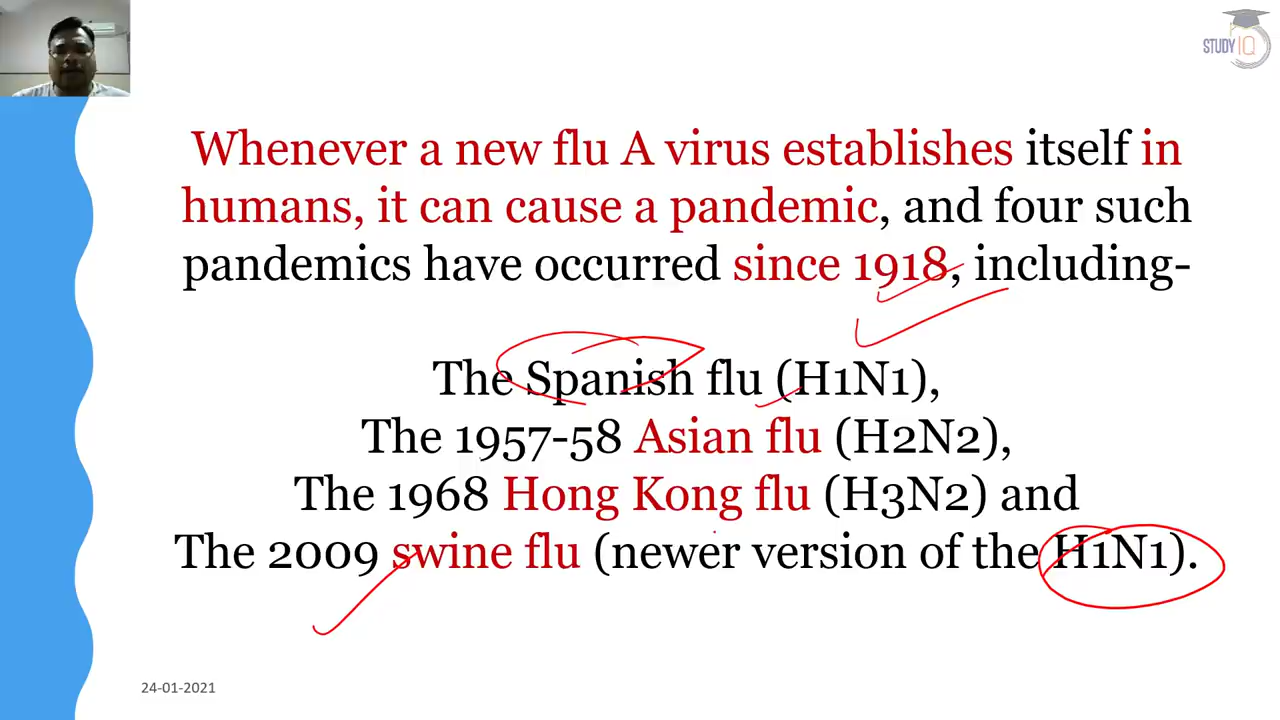 STUDY IQ
Whenever a new flu A virus establishes itself in
humans, it can cause a pandemic, and four such
pandemics have occurred since 1918, including-
The Spanish flu (H1N1),
The 1957-58 Asian flu (H2N2),
The 1968 Hong Kong flu (H3N2) and
The 2009 swine flu (newer version of the H1N1).
24-01-2021